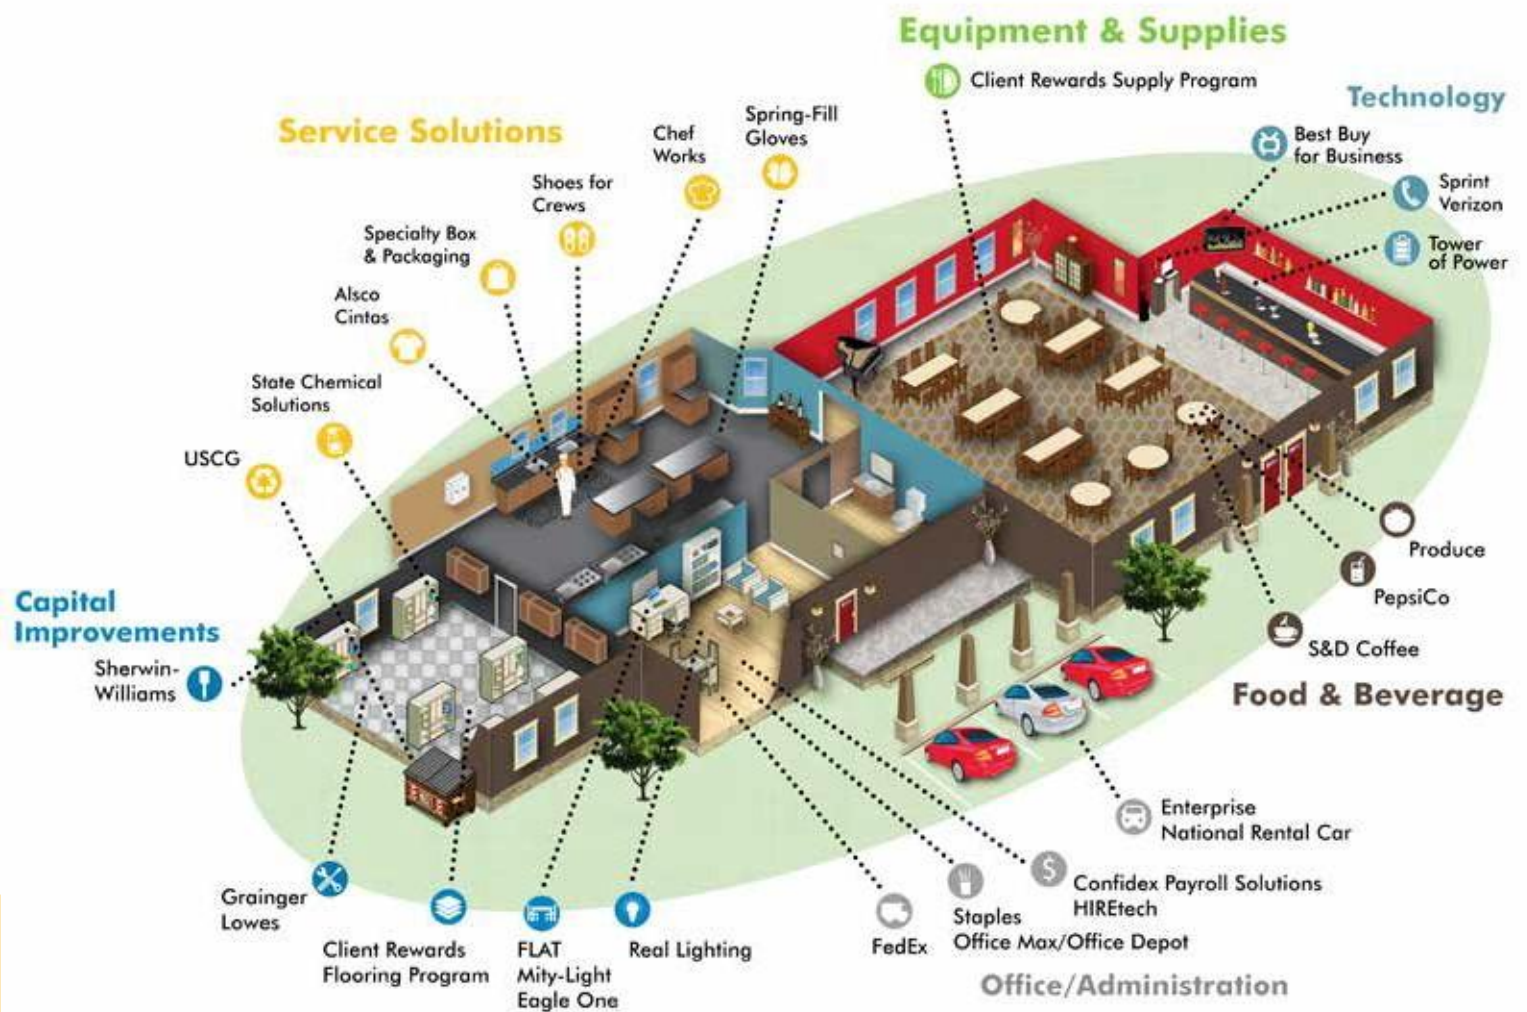 Equipment & Supplies
Client Rewards Supply Program
Technology
Best Buy
for Business
Sprint
Verizon
Tower
of Power
Service Solutions
Spring-Fill
Gloves
Chef
Works
Shoes for
Crews
Specialty Box
& Packaging
Alsco
Cintas
State Chemical
Solutions
USCG
Capital
Improvements
Sherwin-
Williams
Grainger
Lowes
Client Rewards
Flooring Program
FLAT
Mity-Light
Eagle One
Real Lighting
FedEx
Staples
Office Max/Office Depot
Confidex Payroll Solutions
HIREtech
Enterprise
National Rental Car
Office/Administration
Produce
PepsiCo
S&D Coffee
Food & Beverage